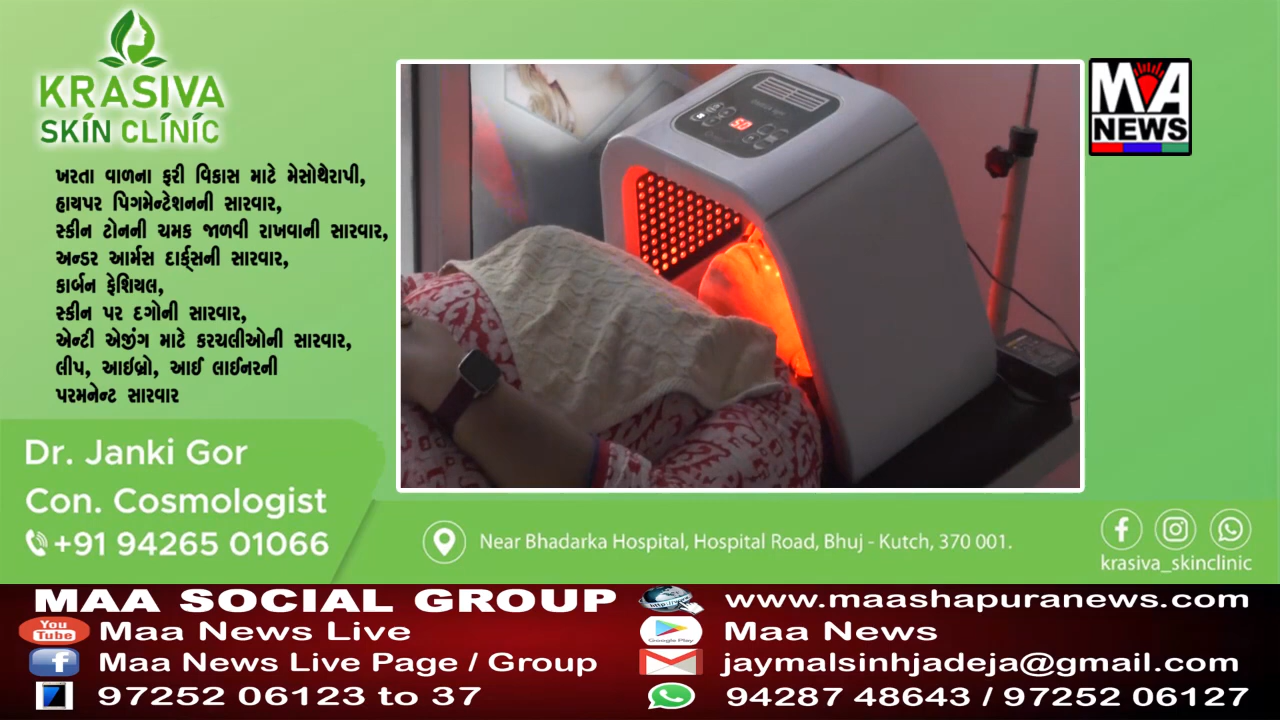 KRASIVA
SKIN CLINIC
ખરતા વાળના ફરી વિકાસ માટે મેસોથેરાપી,
હાયપર પિગમેન્ટેશનની સારવાર,
સ્કીન ટોનની ચમક જાળવી રાખવાની સારવાર,
અન્ડર આર્મસ દાર્ક્સની સારવાર,
કાર્બન ફેશિયલ,
સ્કીન પર દગોની સારવાર,
એન્ટી એજીંગ માટે કરચલીઓની સારવાર,
લીપ, આઇબ્રો, આઈ લાઈનરની
પરમનેન્ટ સારવાર
Dr. Janki Gor
Con. Cosmologist
+91 94265 01066
MA
NEWS
Near Bhadarka Hospital, Hospital Road, Bhuj - Kutch, 370 001.
krasiva_skinclinic
MAA SOCIAL GROUP
You Tube Maa News Live
f Maa News Live Page / Group
97252 06123 to 37
www.maashapuranews.com
Google Play Maa News
jaymalsinhjadeja@gmail.com
94287 48643 / 97252 06127